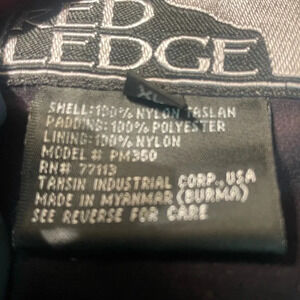 RED
LEDGE
XL
SHELL:100% NYLON TASLAN
PADDING:100% POLYESTER
LINING:100% NYLON
MODEL# PM350
RN# 77113
TANSIN INDUSTRIAL CORP.,USA
MADE IN MYANMAR(BURMA)
SEE REVERSE FOR CARE